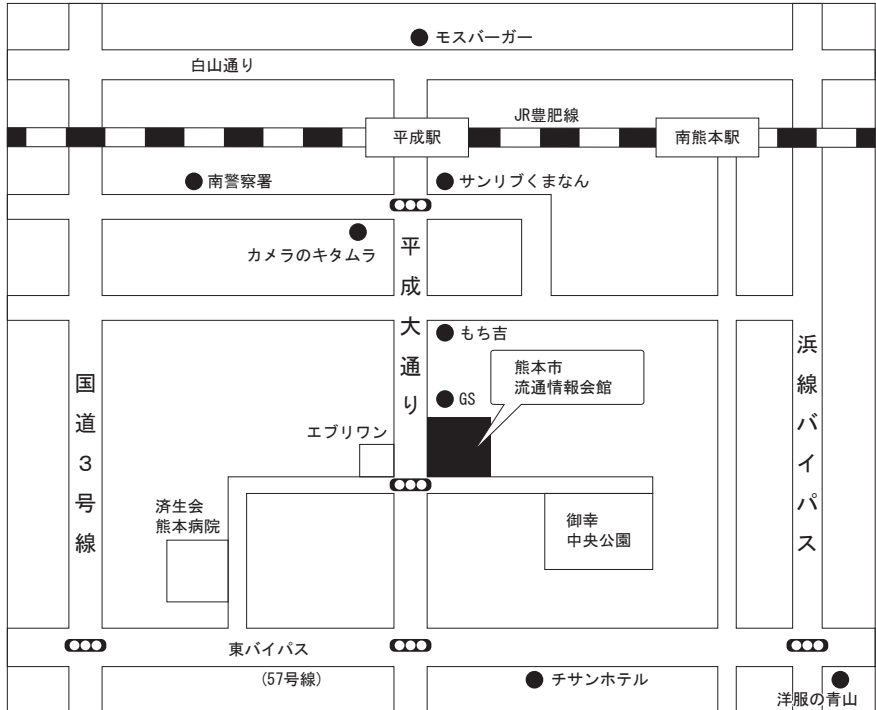 モスバーガー
白山通り
JR豊肥線
平成駅
南熊本駅
南警察署
サンリブくまなん
カメラのキタムラ
平成大通り
もち吉
熊本市
流通情報会館
GS
国道3号線
浜線バイパス
エブリワン
済生会
熊本病院
御幸
中央公園
東バイパス
(57号線)
チサンホテル
洋服の青山